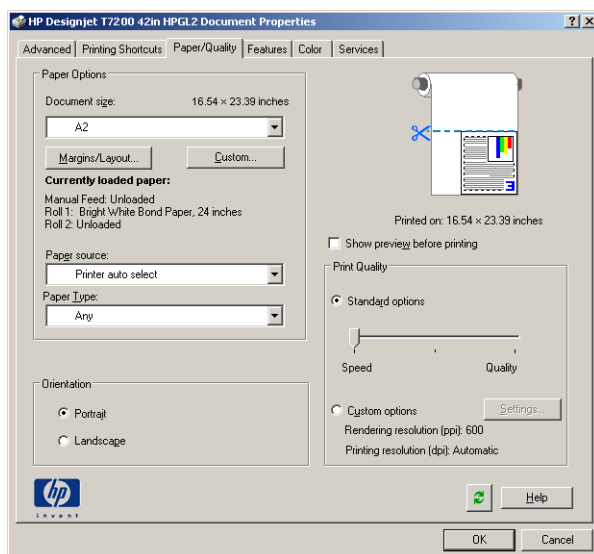 HP Designjet T7200 42in HPGL2 Document Properties
Advanced Printing Shortcuts Paper/Quality Features Color Services
Paper Options
Document size: 16.54 × 23.39 inches
A2
Margins/Layout... Custom...
Currently loaded paper:
Manual Feed: Unloaded
Roll 1: Bright White Bond Paper, 24 inches
Roll 2: Unloaded
Paper source:
Printer auto select
Paper Type:
Any
Orientation
Portrait
Landscape
3
Printed on: 16.54 × 23.39 inches
Show preview before printing
Print Quality
Standard options
Speed Quality
Custom options Settings...
Rendering resolution (ppi): 600
Printing resolution (dpi): Automatic
hp
invent
Help
OK Cancel